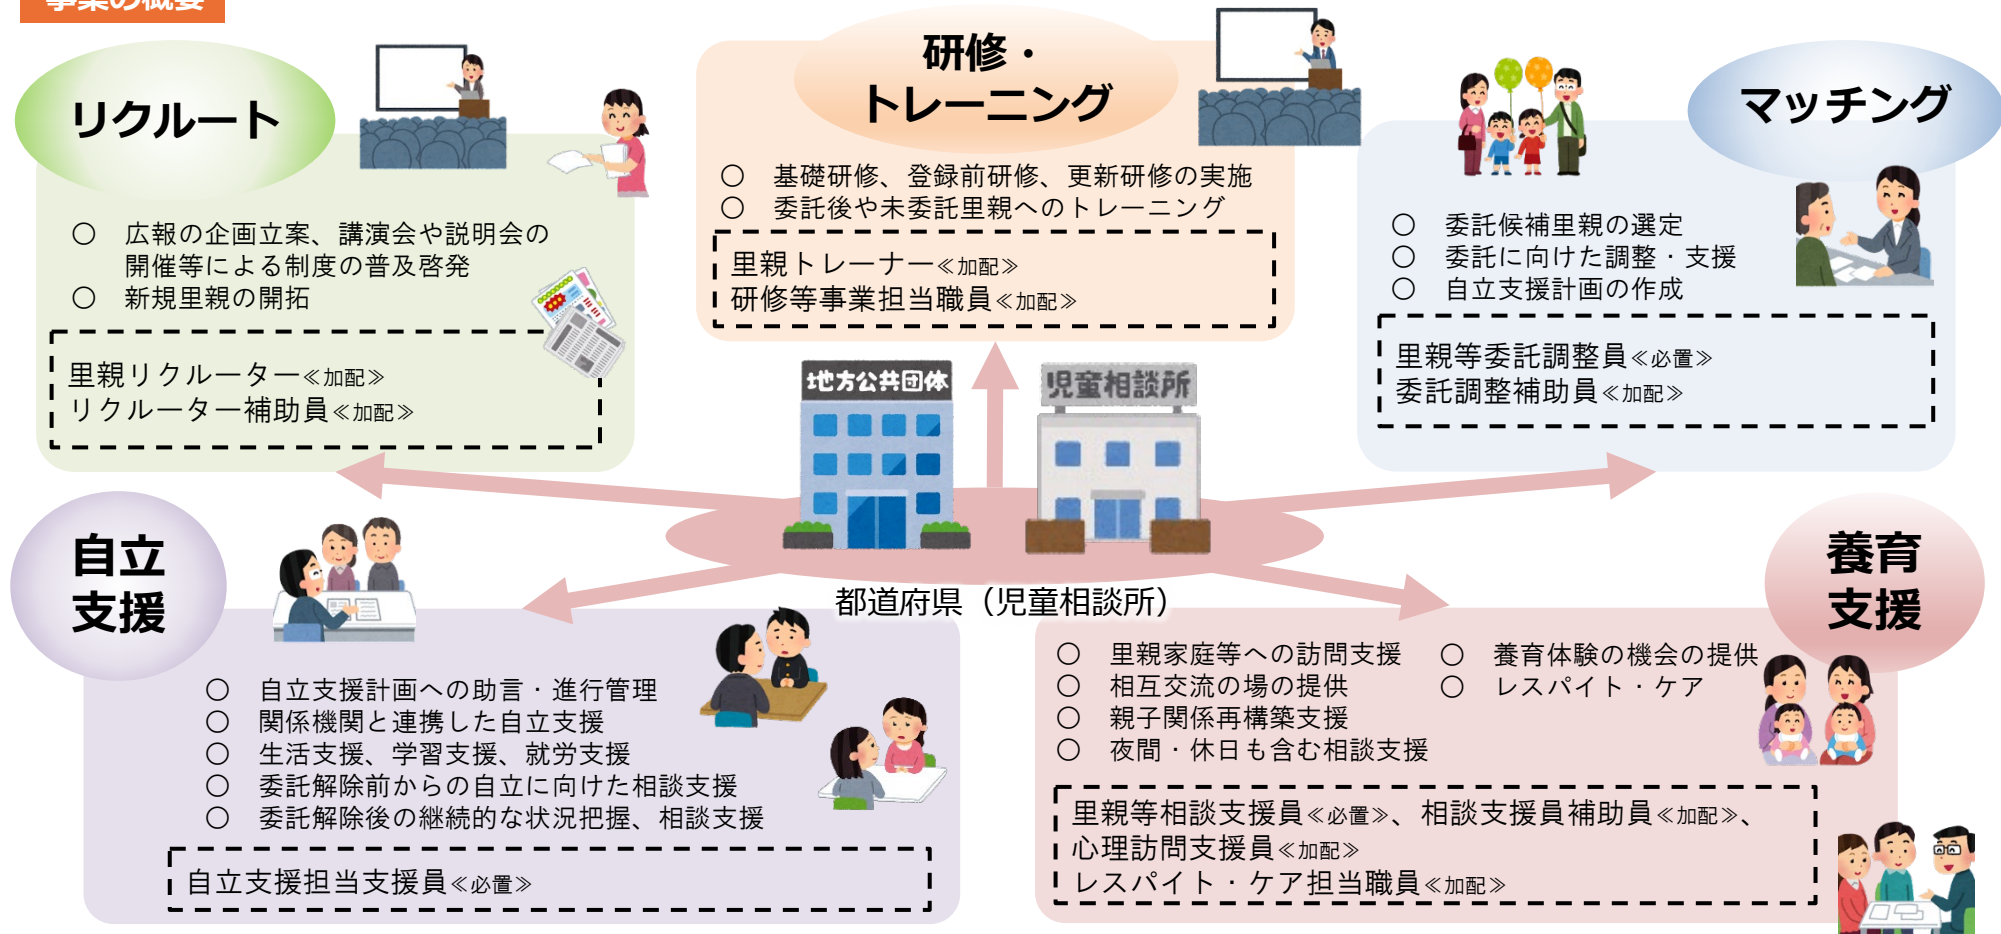 事業の概要
リクルート
○ 広報の企画立案、講演会や説明会の
開催等による制度の普及啓発
○ 新規里親の開拓
里親リクルーター≪加配≫
リクルーター補助員≪加配≫
研修・
トレーニング
○ 基礎研修、登録前研修、更新研修の実施
○ 委託後や未委託里親へのトレーニング
里親トレーナー≪加配≫
研修等事業担当職員≪加配≫
マッチング
○ 委託候補里親の選定
○ 委託に向けた調整・支援
○ 自立支援計画の作成
里親等委託調整員≪必置≫
委託調整補助員≪加配≫
地方公共団体
児童相談所
都道府県（児童相談所）
自立
支援
○ 自立支援計画への助言・進行管理
○ 関係機関と連携した自立支援
○ 生活支援、学習支援、就労支援
○ 委託解除前からの自立に向けた相談支援
○ 委託解除後の継続的な状況把握、相談支援
自立支援担当支援員≪必置≫
養育
支援
○ 里親家庭等への訪問支援
○ 相互交流の場の提供
○ 親子関係再構築支援
○ 夜間・休日も含む相談支援
○ 養育体験の機会の提供
○ レスパイト・ケア
里親等相談支援員≪必置≫、相談支援員補助員≪加配≫、
心理訪問支援員≪加配≫
レスパイト・ケア担当職員≪加配≫